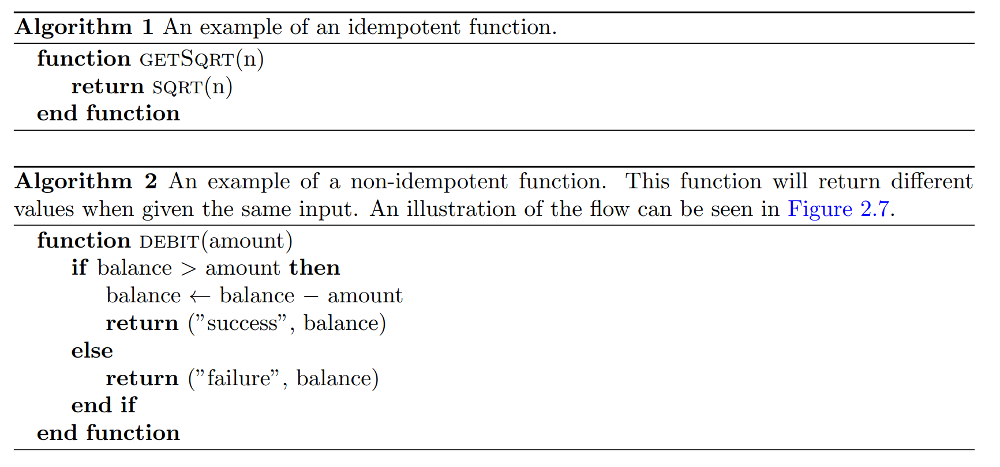 Algorithm 1 An example of an idempotent function.
function GETSQRT(n)
return SQRT(n)
end function
Algorithm 2 An example of a non-idempotent function. This function will return different
values when given the same input. An illustration of the flow can be seen in Figure 2.7.
function DEBIT(amount)
if balance > amount then
balance ← balance − amount
return (”success”, balance)
else
return (”failure”, balance)
end if
end function